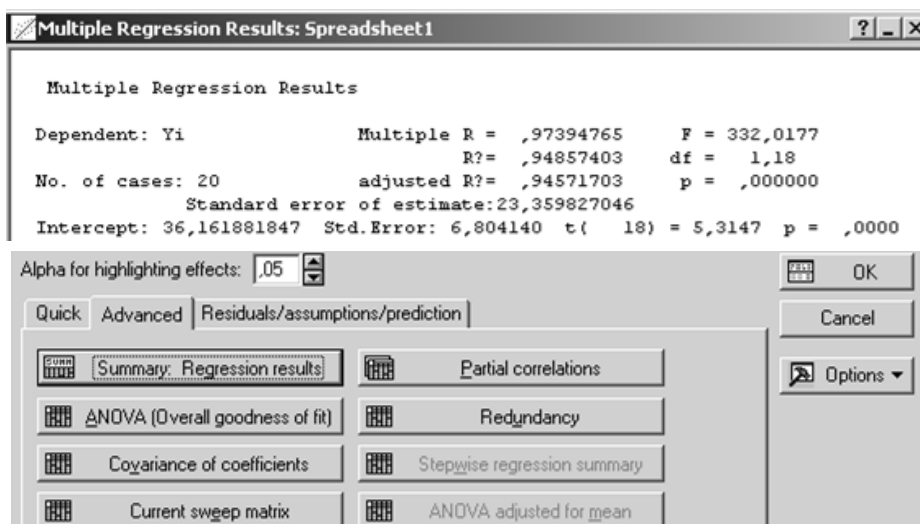 Multiple Regression Results: Spreadsheet1
Multiple Regression Results
Dependent: Yi Multiple R = ,97394765 F = 332,0177
R?= ,94857403 df = 1,18
No. of cases: 20 adjusted R?= ,94571703 p = ,000000
Standard error of estimate:23,359827046
Intercept: 36,161881847 Std.Error: 6,804140 t( 18) = 5,3147 p = ,0000
Alpha for highlighting effects: ,05
OK
Quick Advanced Residuals/assumptions/prediction
Cancel
Summary: Regression results Partial correlations
Options
ANOVA (Overall goodness of fit) Redundancy
Covariance of coefficients Stepwise regression summary
Current sweep matrix ANOVA adjusted for mean